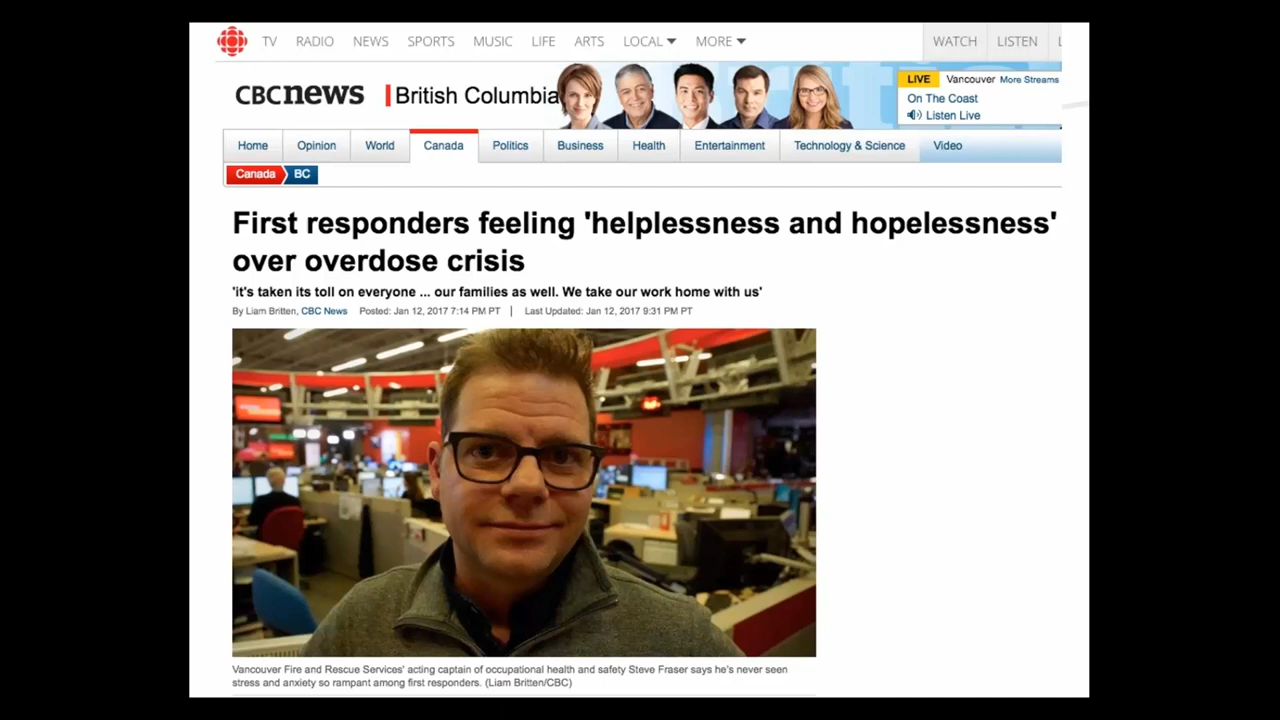 TV RADIO NEWS SPORTS MUSIC LIFE ARTS LOCAL MORE WATCH LISTEN
CBCnews British Columbia
LIVE Vancouver More Streams
On The Coast
Listen Live
Home Opinion World Canada Politics Business Health Entertainment Technology & Science Video
Canada BC
First responders feeling 'helplessness and hopelessness'
over overdose crisis
'it's taken its toll on everyone ... our families as well. We take our work home with us'
By Liam Britten, CBC News Posted: Jan 12, 2017 7:14 PM PT | Last Updated: Jan 12, 2017 9:31 PM PT
Vancouver Fire and Rescue Services' acting captain of occupational health and safety Steve Fraser says he's never seen
stress and anxiety so rampant among first responders. (Liam Britten/CBC)